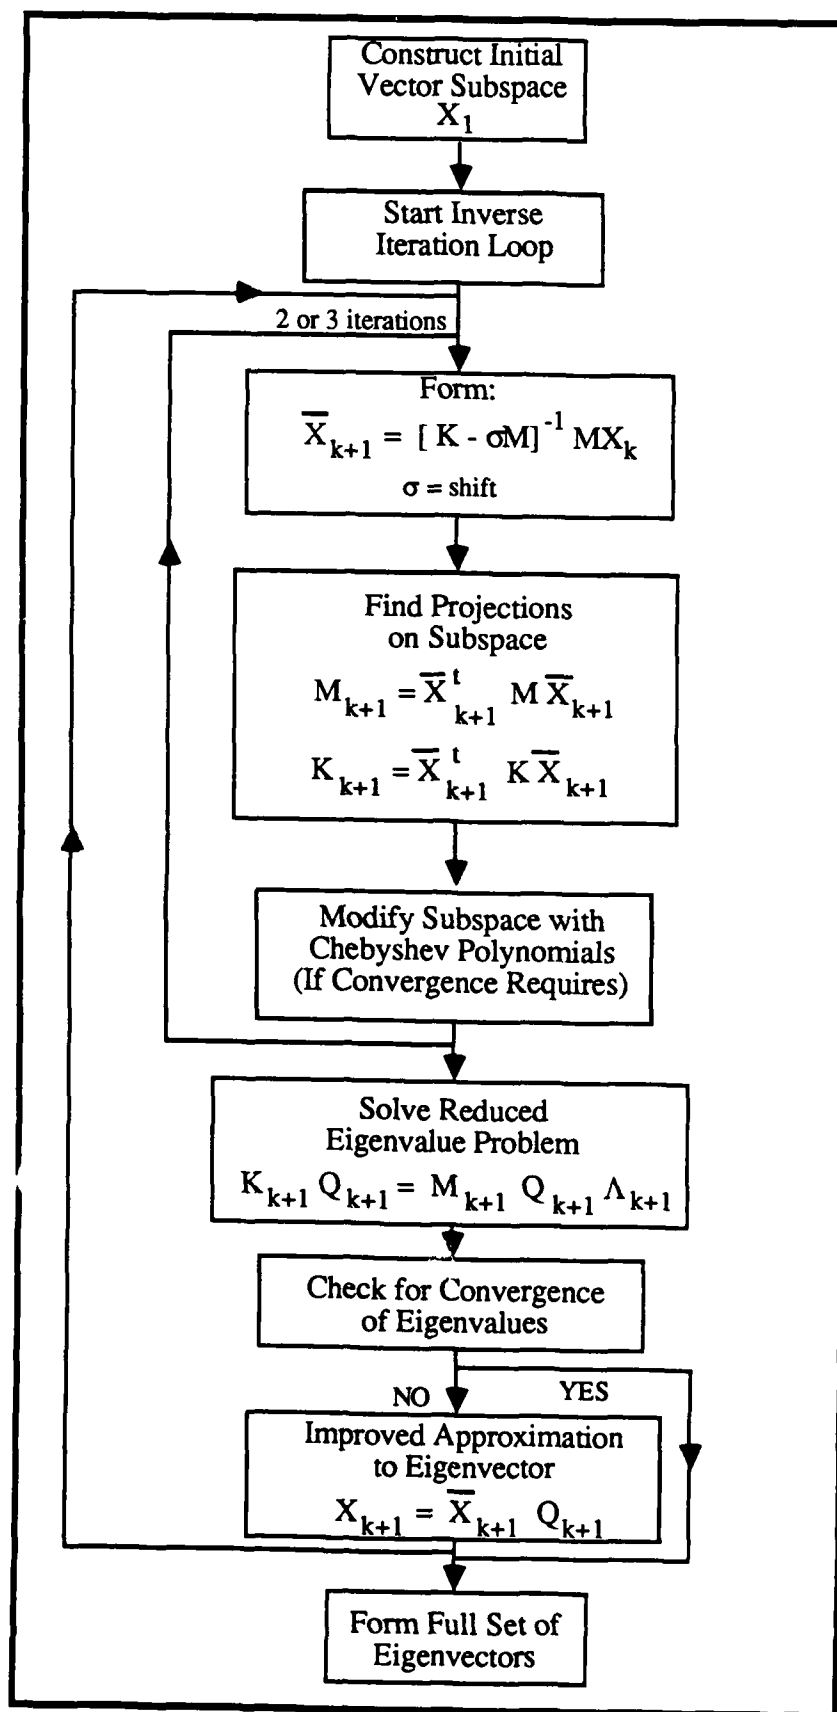 Construct Initial
Vector Subspace
X₁
Start Inverse
Iteration Loop
2 or 3 iterations
Form:
X̅ₖ₊₁ = [ K - σM]⁻¹ MXₖ
σ = shift
Find Projections
on Subspace
Mₖ₊₁ = X̅ᵗₖ₊₁ M X̅ₖ₊₁
Kₖ₊₁ = X̅ᵗₖ₊₁ K X̅ₖ₊₁
Modify Subspace with
Chebyshev Polynomials
(If Convergence Requires)
Solve Reduced
Eigenvalue Problem
Kₖ₊₁ Qₖ₊₁ = Mₖ₊₁ Qₖ₊₁ Λₖ₊₁
Check for Convergence
of Eigenvalues
NO YES
Improved Approximation
to Eigenvector
Xₖ₊₁ = X̅ₖ₊₁ Qₖ₊₁
Form Full Set of
Eigenvectors